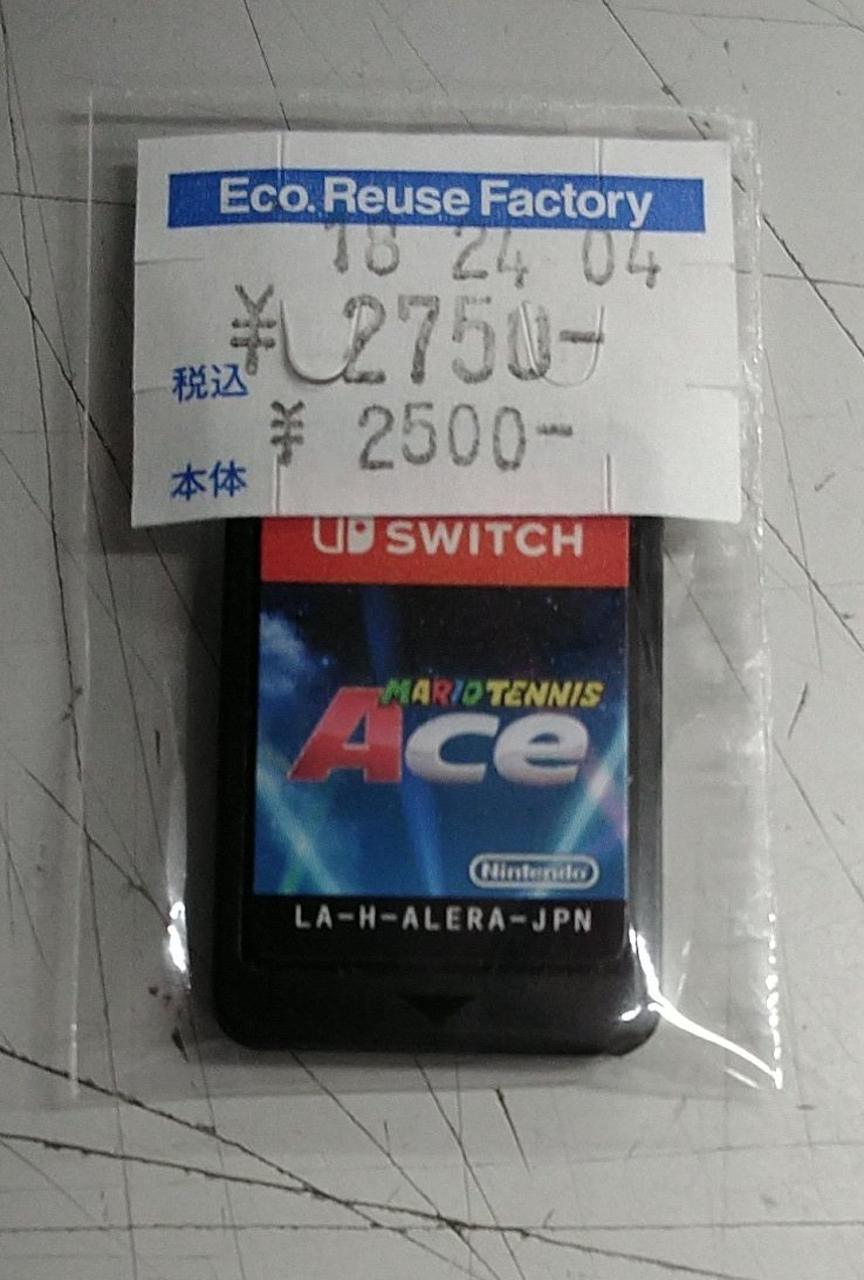 Eco. Reuse Factory
18 24 04
¥ 2750-
税込
¥ 2500-
本体
SWITCH
MARIO TENNIS
Ace
Nintendo
LA-H-ALERA-JPN